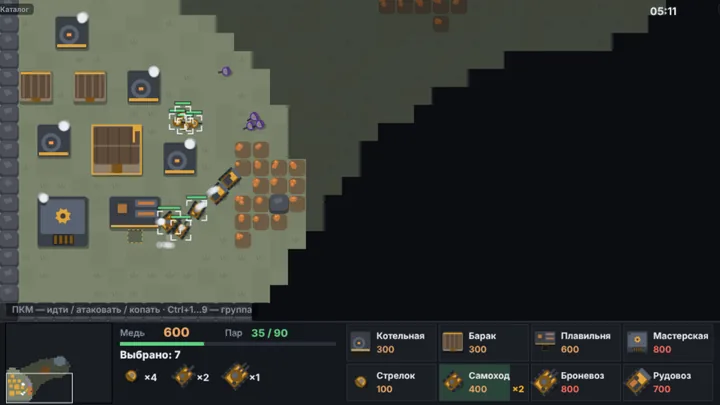 Каталог
05:11
ПКМ — идти / атаковать / копать · Ctrl+1...9 — группа
Медь 600 Пар 35 / 90
Выбрано: 7
×4 ×2 ×1
Котельная
300
Барак
300
Плавильня
600
Мастерская
800
Стрелок
100
Самоход
400 ×2
Броневоз
800
Рудовоз
700